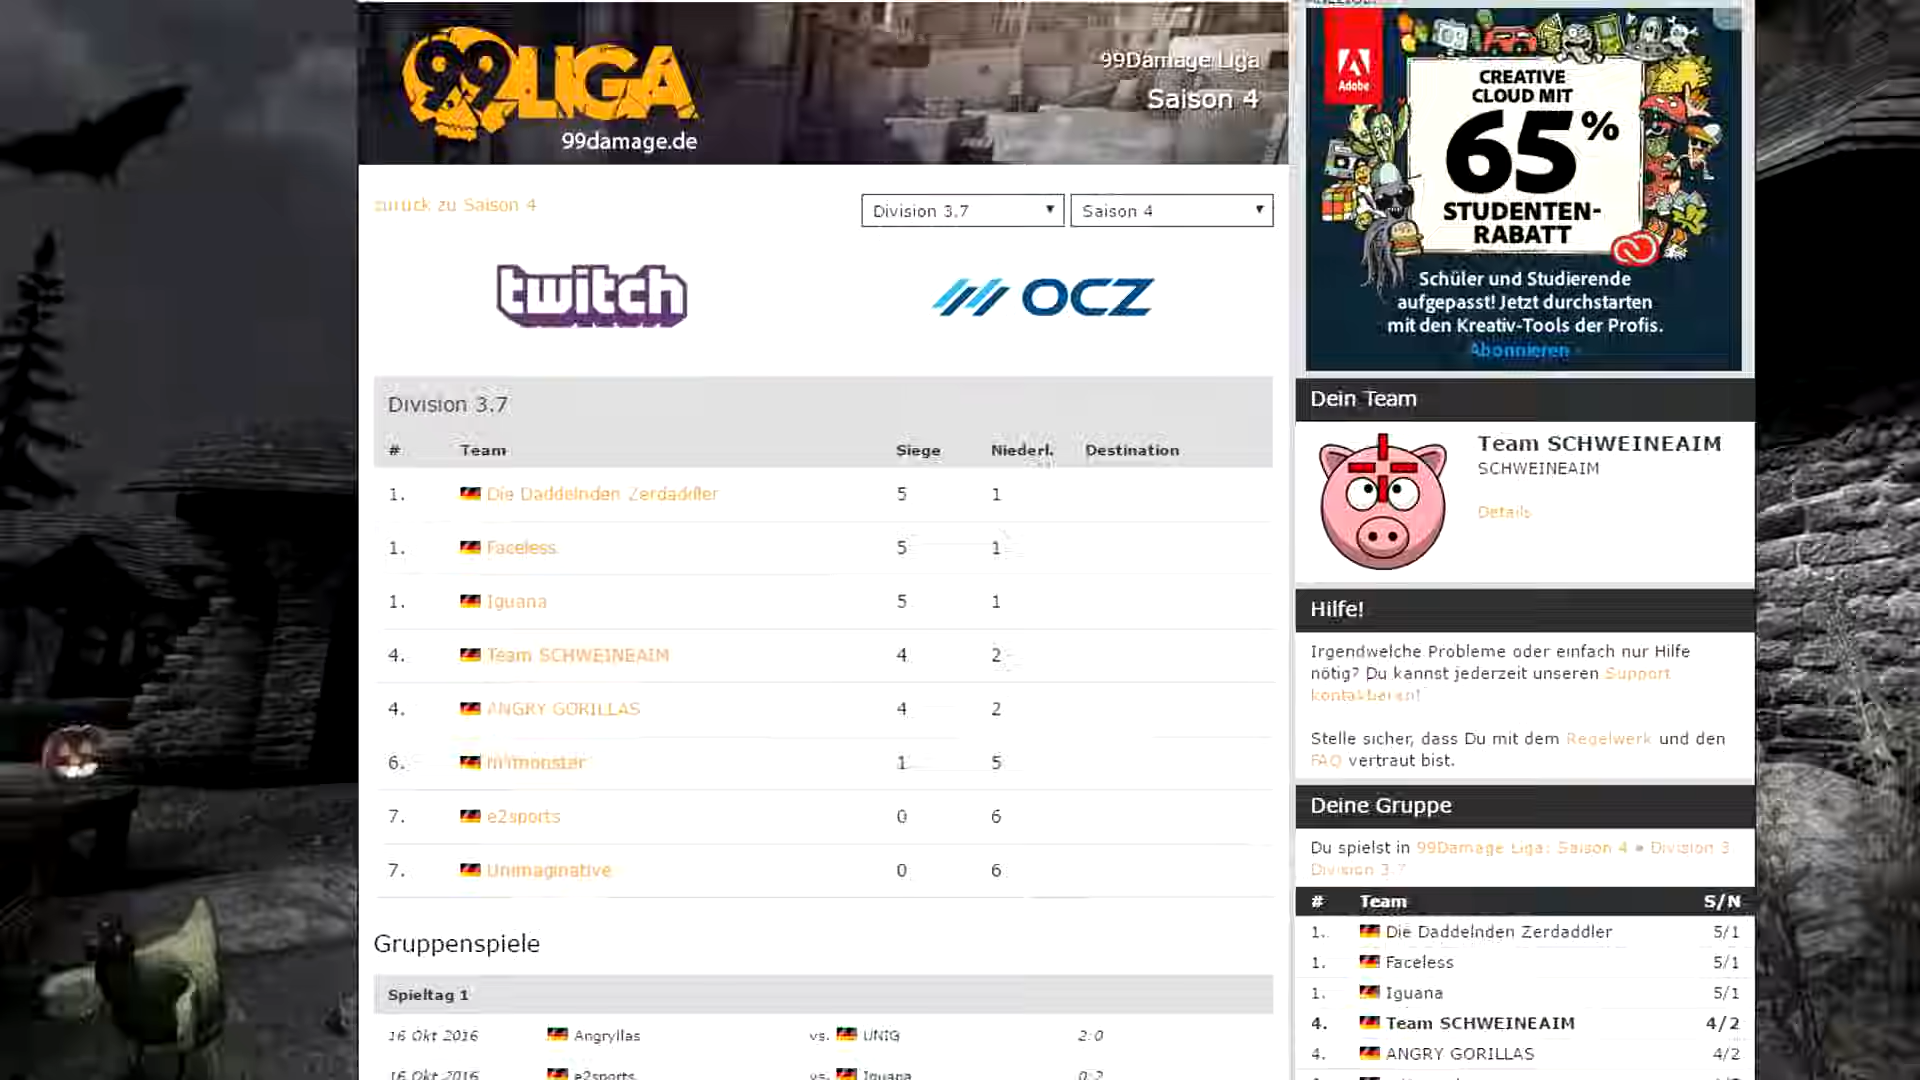 99LIGA
99damage.de
99Damage Liga
Saison 4
zurück zu Saison 4
Division 3.7
Saison 4
twitch
OCZ
Division 3.7
# Team Siege Niederl. Destination
1. Die Daddelnden Zerdaddler 5 1
1. Faceless 5 1
1. Iguana 5 1
4. Team SCHWEINEAIM 4 2
4. ANGRY GORILLAS 4 2
6. 1 5
7. e2sports 0 6
7. Unimaginative 0 6
Gruppenspiele
Spieltag 1
16 Okt 2016 Angryllas vs. UNIG 2:0
16 Okt 2016 e2sports vs. Iguana 0:2
Adobe
CREATIVE
CLOUD MIT
65%
STUDENTEN-
RABATT
Schüler und Studierende
aufgepasst! Jetzt durchstarten
mit den Kreativ-Tools der Profis.
Abonnieren
Dein Team
Team SCHWEINEAIM
SCHWEINEAIM
Details
Hilfe!
Irgendwelche Probleme oder einfach nur Hilfe
nötig? Du kannst jederzeit unseren Support
Stelle sicher, dass Du mit dem Regelwerk und den
FAQ vertraut bist.
Deine Gruppe
Du spielst in 99Damage Liga: Saison 4 » Division 3
Division 3.7
# Team S/N
1. Die Daddelnden Zerdaddler 5/1
1. Faceless 5/1
1. Iguana 5/1
4. Team SCHWEINEAIM 4/2
4. ANGRY GORILLAS 4/2